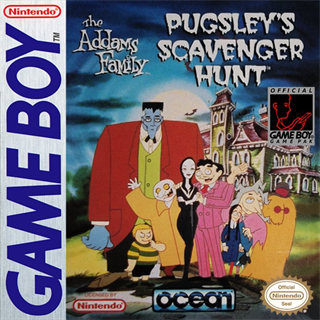 Nintendo
GAME BOY
TM
The
Addams
Family
PUGSLEY'S
SCAVENGER
HUNT
OFFICIAL
GAME BOY
GAME PAK
LICENSED BY
Nintendo
ocean
Official
Nintendo
Seal